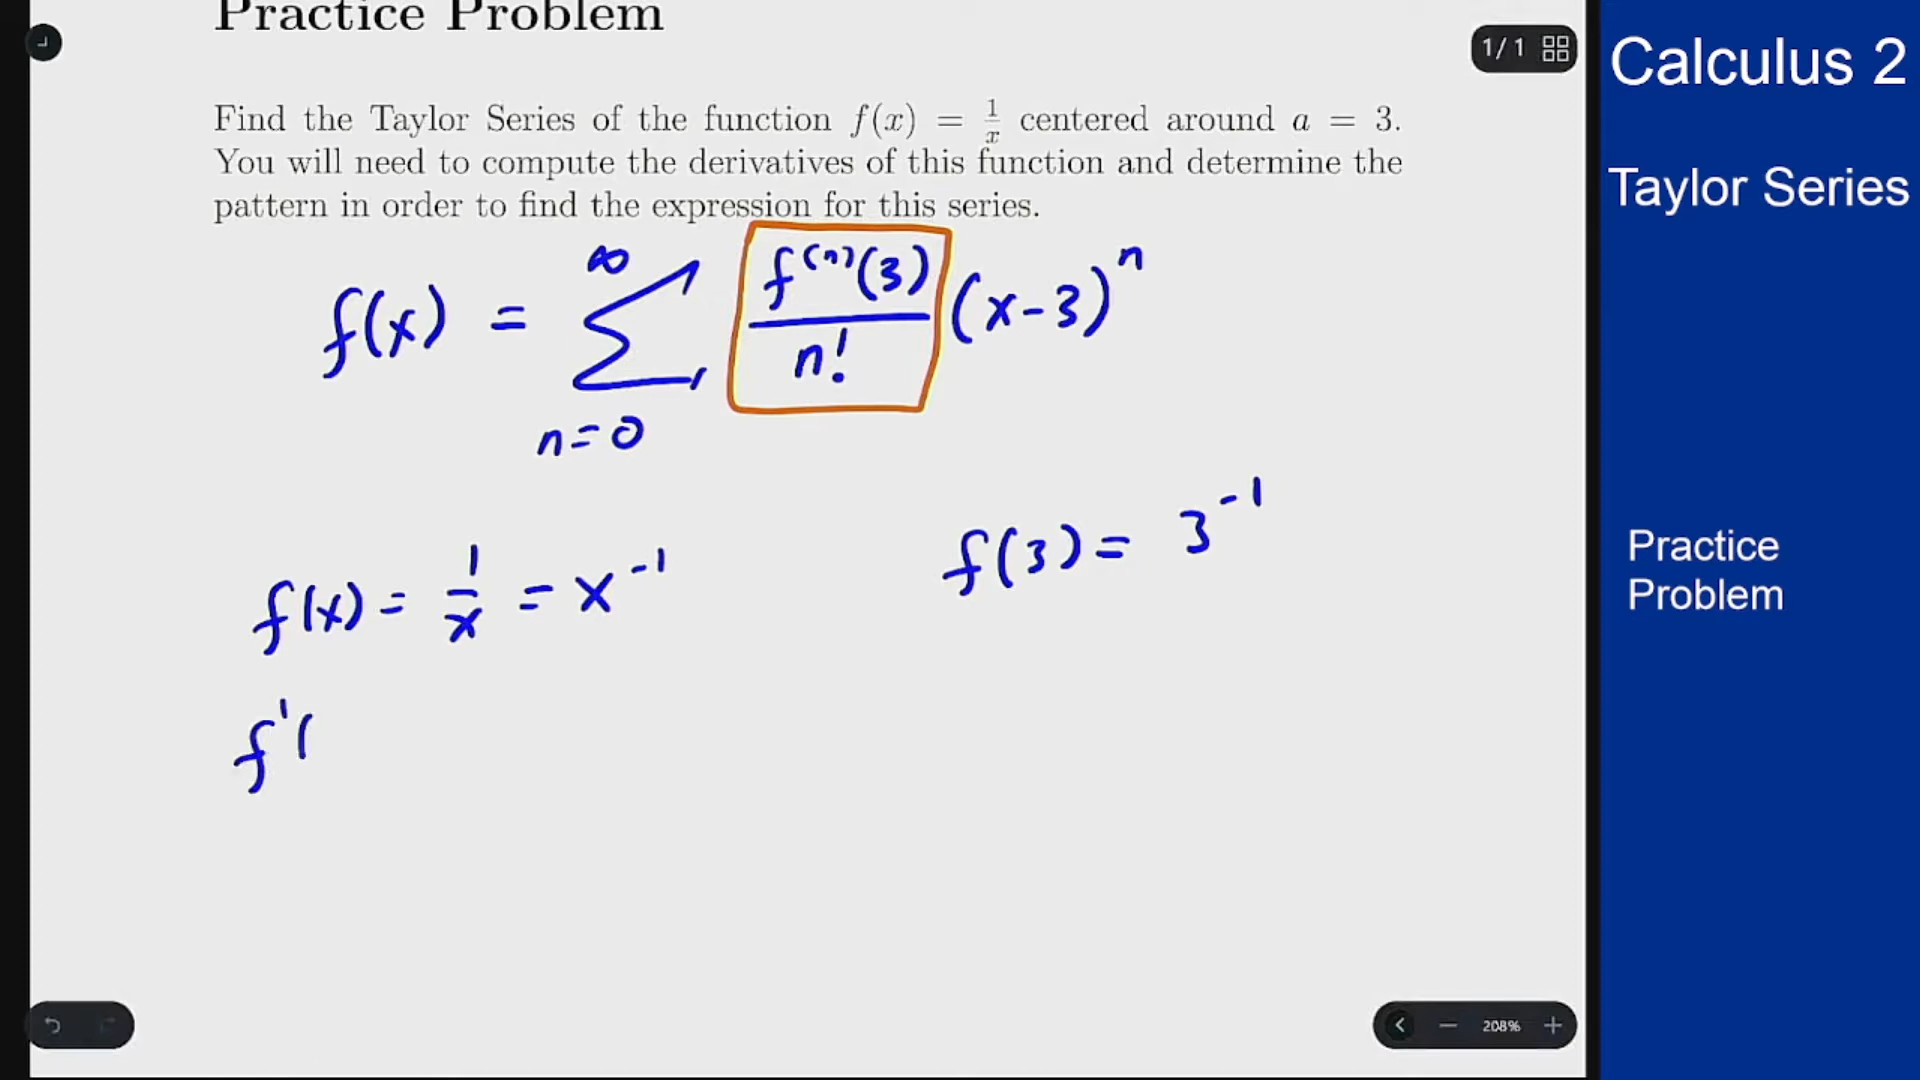 Practice Problem
1/1
Find the Taylor Series of the function f(x) = 1/x centered around a = 3.
You will need to compute the derivatives of this function and determine the
pattern in order to find the expression for this series.
f(x) = ∑_{n=0}^{∞} f^{(n)}(3)/n! (x-3)^n
f(x) = 1/x = x^{-1}
f(3) = 3^{-1}
f'(
208%
Calculus 2
Taylor Series
Practice
Problem